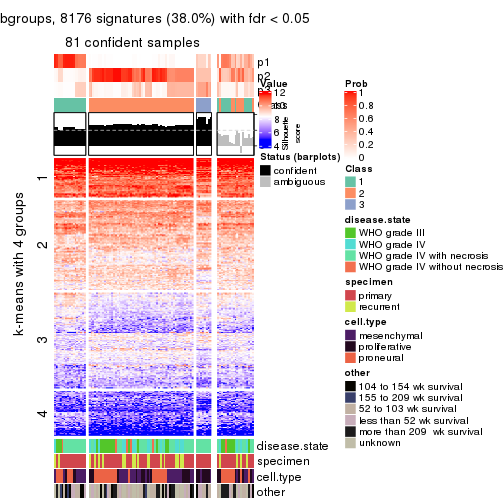 bgroups, 8176 signatures (38.0%) with fdr < 0.05
81 confident samples
p1
p2
p3
Value
12
10
8
6
4
Silhouette
score
Status (barplots)
confident
ambiguous
Prob
1
0.8
0.6
0.4
0.2
0
Class
1
2
3
disease.state
WHO grade III
WHO grade IV
WHO grade IV with necrosis
WHO grade IV without necrosis
specimen
primary
recurrent
cell.type
mesenchymal
proliferative
proneural
other
104 to 154 wk survival
155 to 209 wk survival
52 to 103 wk survival
less than 52 wk survival
more than 209 wk survival
unknown
k-means with 4 groups
1
2
3
4
disease.state
specimen
cell.type
other